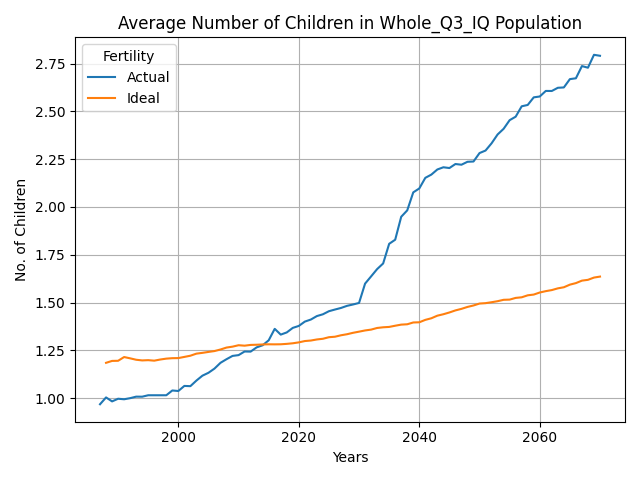 Average Number of Children in Whole_Q3_IQ Population
Fertility
Actual
Ideal
No. of Children
2.75
2.50
2.25
2.00
1.75
1.50
1.25
1.00
2000 2020 2040 2060
Years